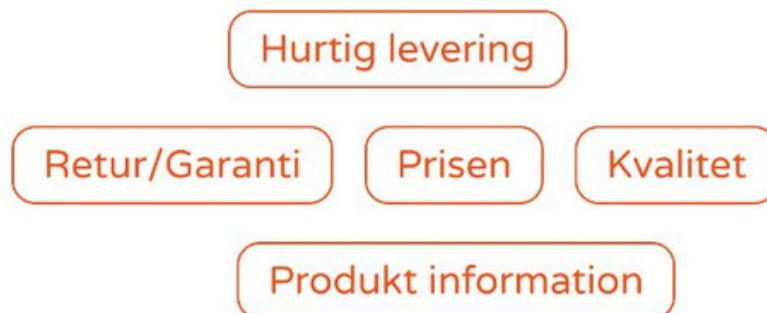 Hurtig levering
Retur/Garanti Prisen Kvalitet
Produkt information